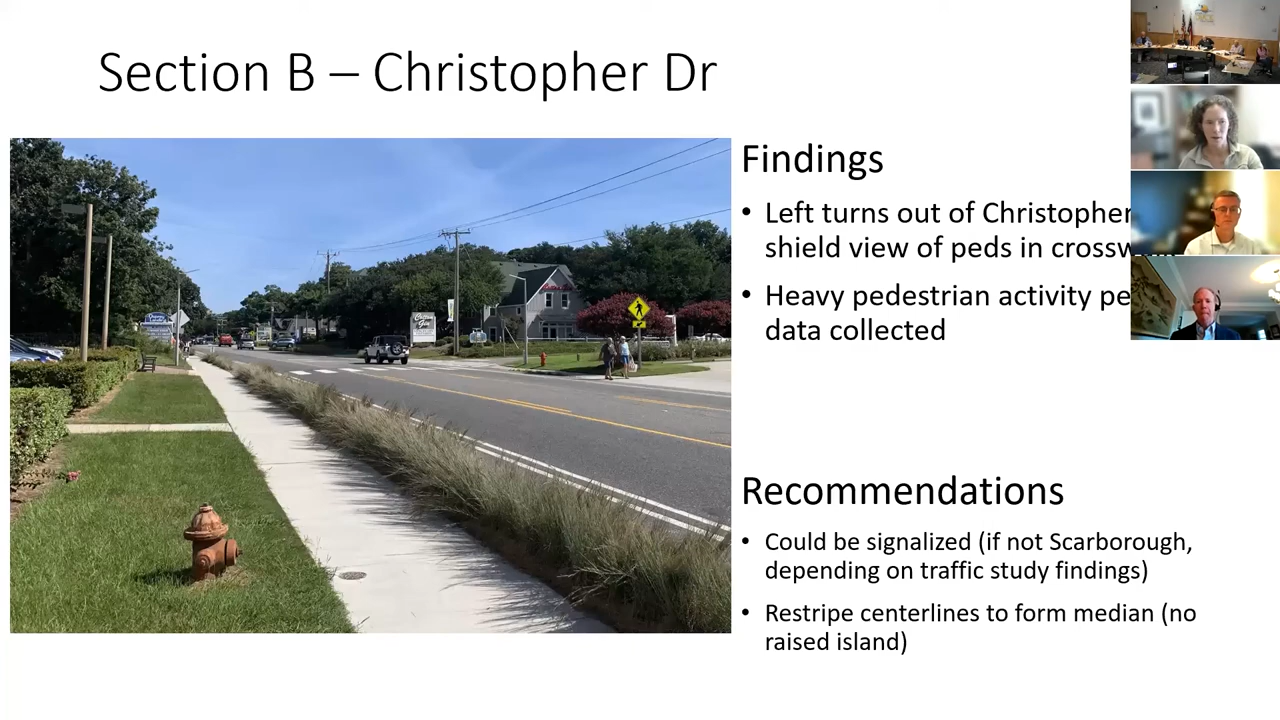 Section B – Christopher Dr
Findings
• Left turns out of Christopher
shield view of peds in
• Heavy pedestrian activity
data collected
Recommendations
• Could be signalized (if not Scarborough,
depending on traffic study findings)
• Restripe centerlines to form median (no
raised island)